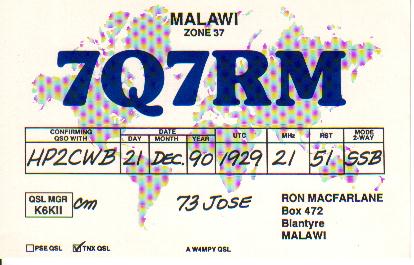 MALAWI
ZONE 37
7Q7RM
CONFIRMING QSO WITH DATE UTC MHz RST MODE 2-WAY
DAY MONTH YEAR
HP2CWB 21 DEC. 90 1929 21 51 SSB
QSL MGR K6KII cm 73 JOSE
RON MACFARLANE
Box 472
Blantyre
MALAWI
PSE QSL TNX QSL A W4MPY QSL